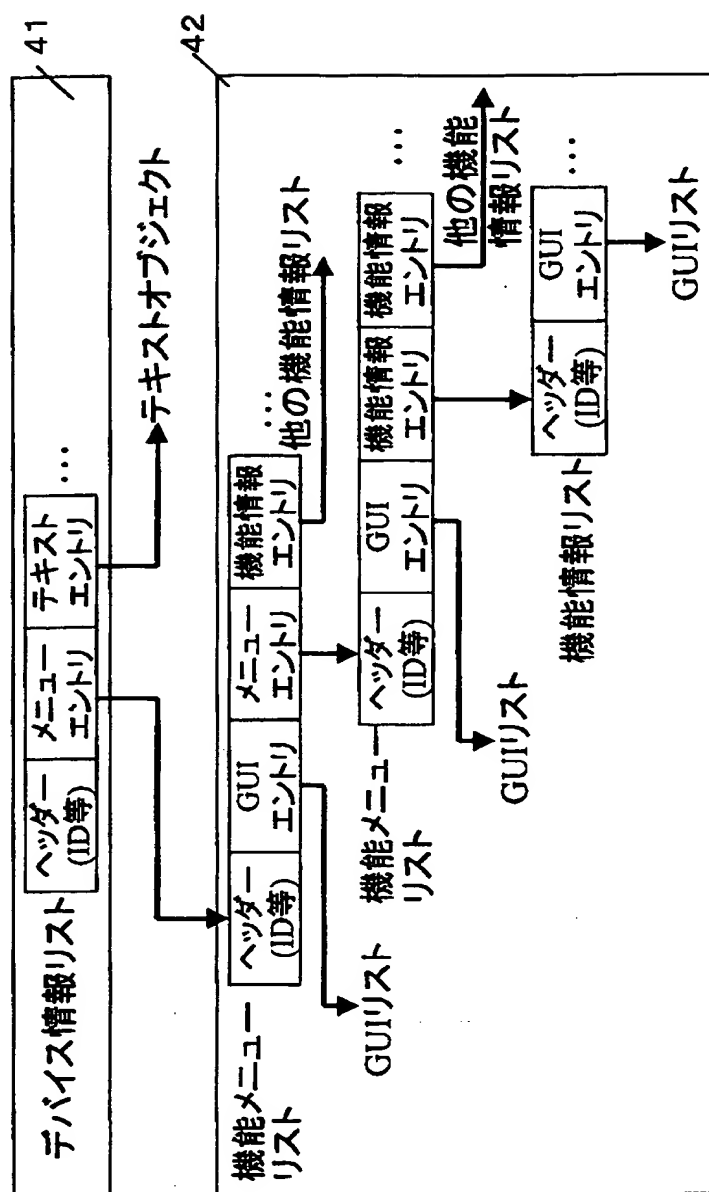 41
デバイス情報リスト
ヘッダー
(ID等)
メニュー
エントリ
テキスト
エントリ
...
テキストオブジェクト
42
機能メニュー
リスト
ヘッダー
(ID等)
GUI
エントリ
メニュー
エントリ
機能情報
エントリ
...
他の機能情報リスト
GUIリスト
機能メニュー
リスト
ヘッダー
(ID等)
GUI
エントリ
機能情報
エントリ
機能情報
エントリ
...
他の機能
情報リスト
GUIリスト
機能情報リスト
ヘッダー
(ID等)
GUI
エントリ
...
GUIリスト